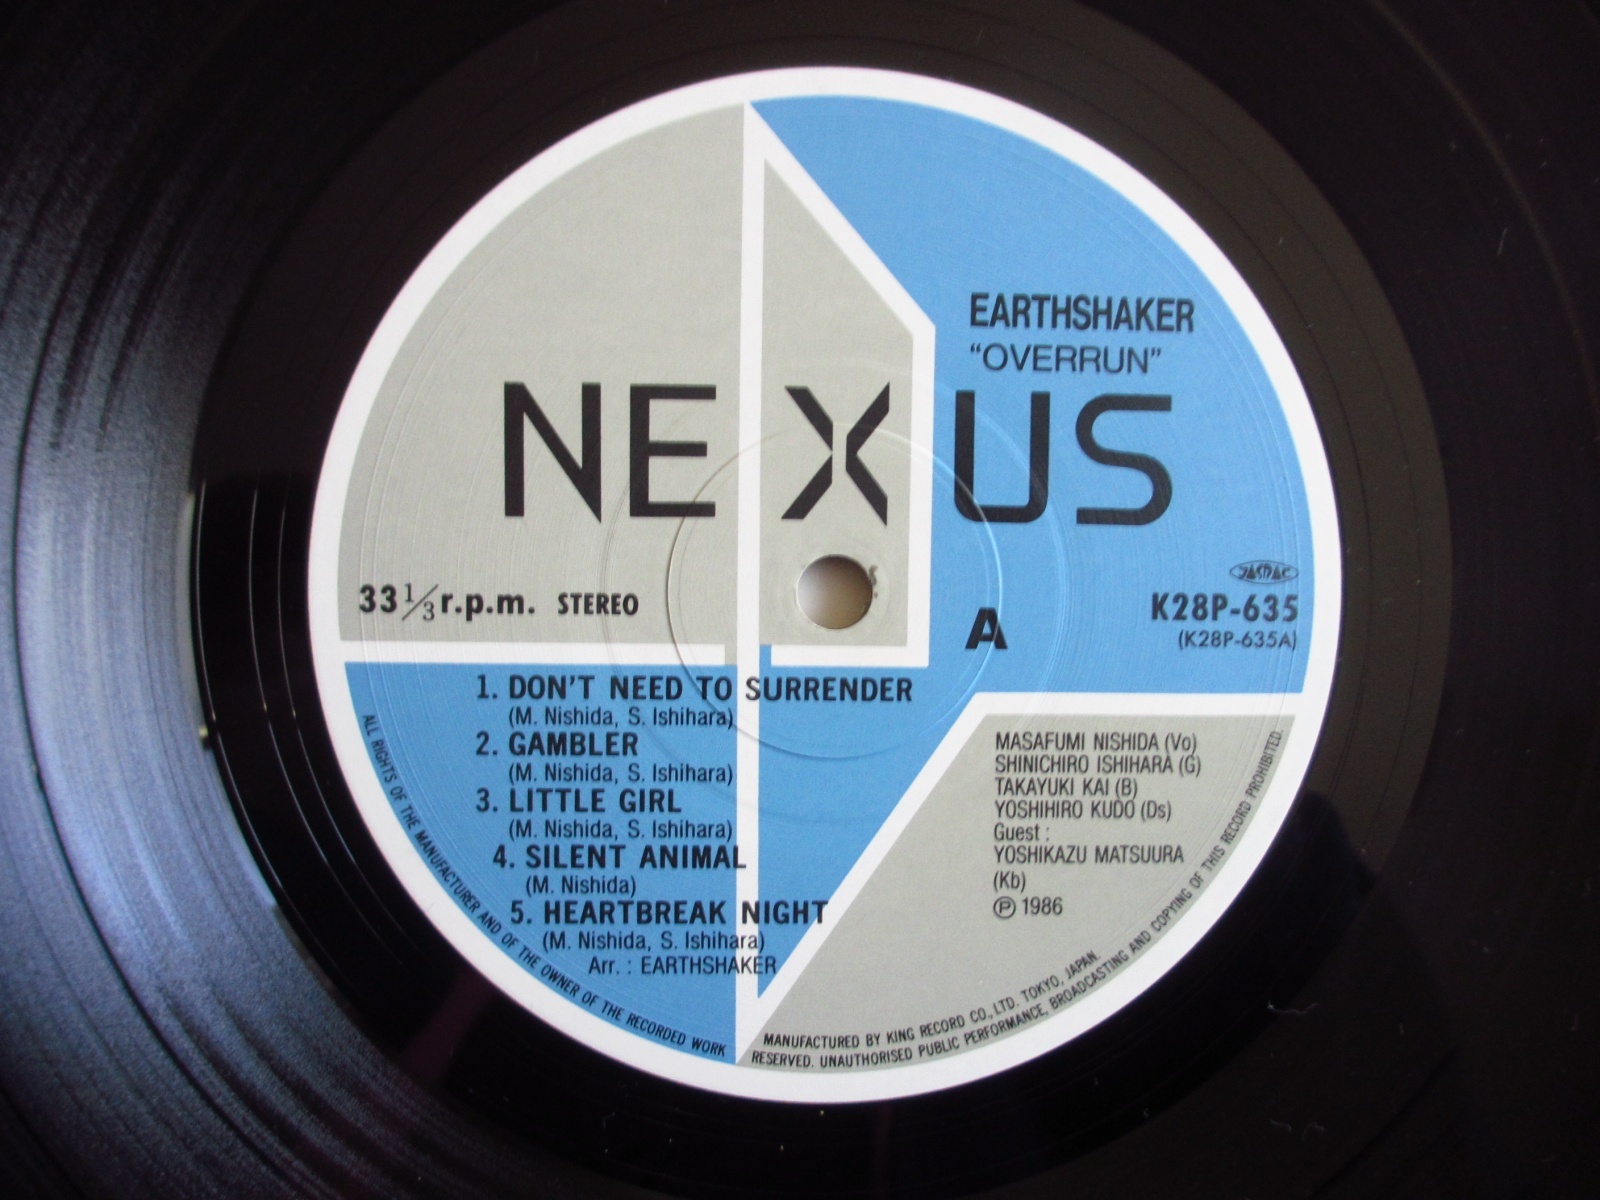 EARTHSHAKER
“OVERRUN”
NEXUS
33 1/3 r.p.m. STEREO
A
JASRAC
K28P-635
(K28P-635A)
1. DON'T NEED TO SURRENDER
(M. Nishida, S. Ishihara)
2. GAMBLER
(M. Nishida, S. Ishihara)
3. LITTLE GIRL
(M. Nishida, S. Ishihara)
4. SILENT ANIMAL
(M. Nishida)
5. HEARTBREAK NIGHT
(M. Nishida, S. Ishihara)
Arr. : EARTHSHAKER
MASAFUMI NISHIDA (Vo)
SHINICHIRO ISHIHARA (G)
TAKAYUKI KAI (B)
YOSHIHIRO KUDO (Ds)
Guest :
YOSHIKAZU MATSUURA
(Kb)
Ⓟ 1986
MANUFACTURED BY KING RECORD CO., LTD. TOKYO, JAPAN.
ALL RIGHTS OF THE MANUFACTURER AND OF THE OWNER OF THE RECORDED WORK RESERVED. UNAUTHORISED PUBLIC PERFORMANCE, BROADCASTING AND COPYING OF THIS RECORD PROHIBITED.